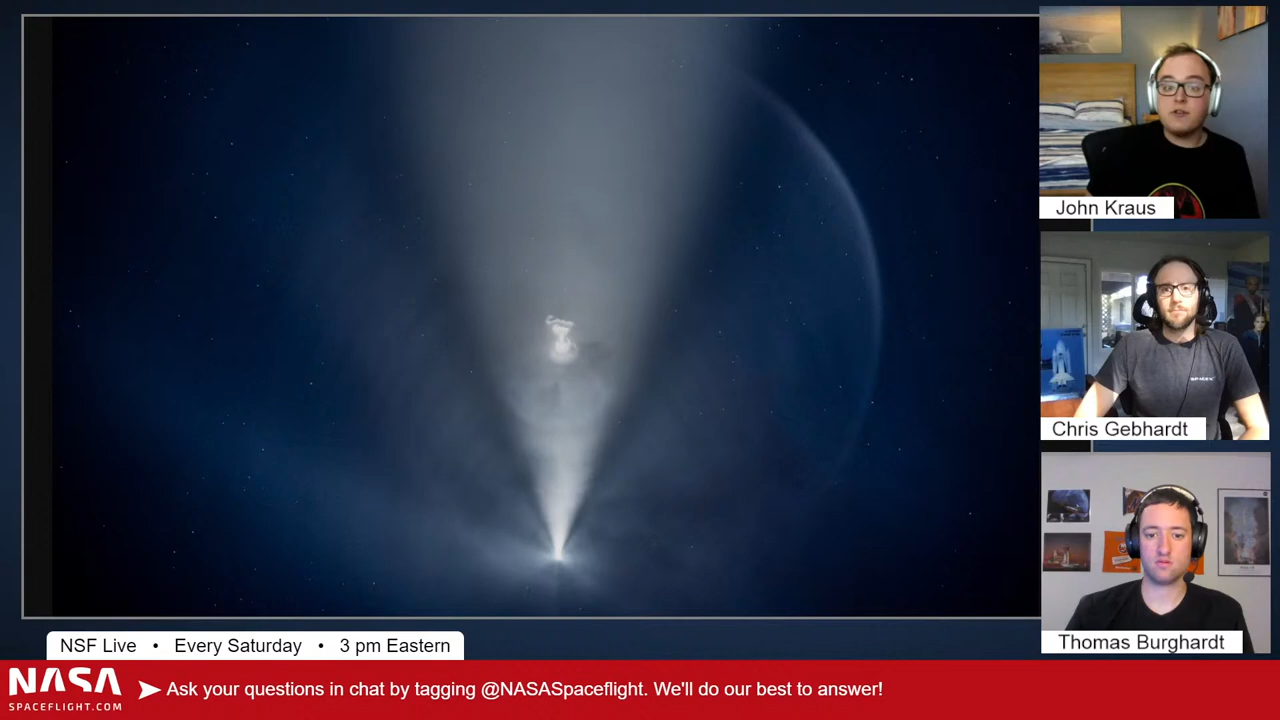 John Kraus
Chris Gebhardt
SPACEX
Thomas Burghardt
NSF Live • Every Saturday • 3 pm Eastern
NASA
SPACEFLIGHT.COM
Ask your questions in chat by tagging @NASASpaceflight. We'll do our best to answer!